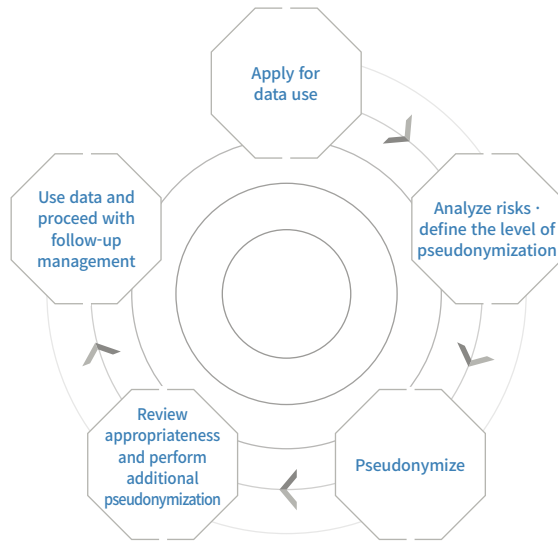 Apply for
data use
Analyze risks ·
define the level of
pseudonymization
Pseudonymize
Review
appropriateness
and perform
additional
pseudonymization
Use data and
proceed with
follow-up
management